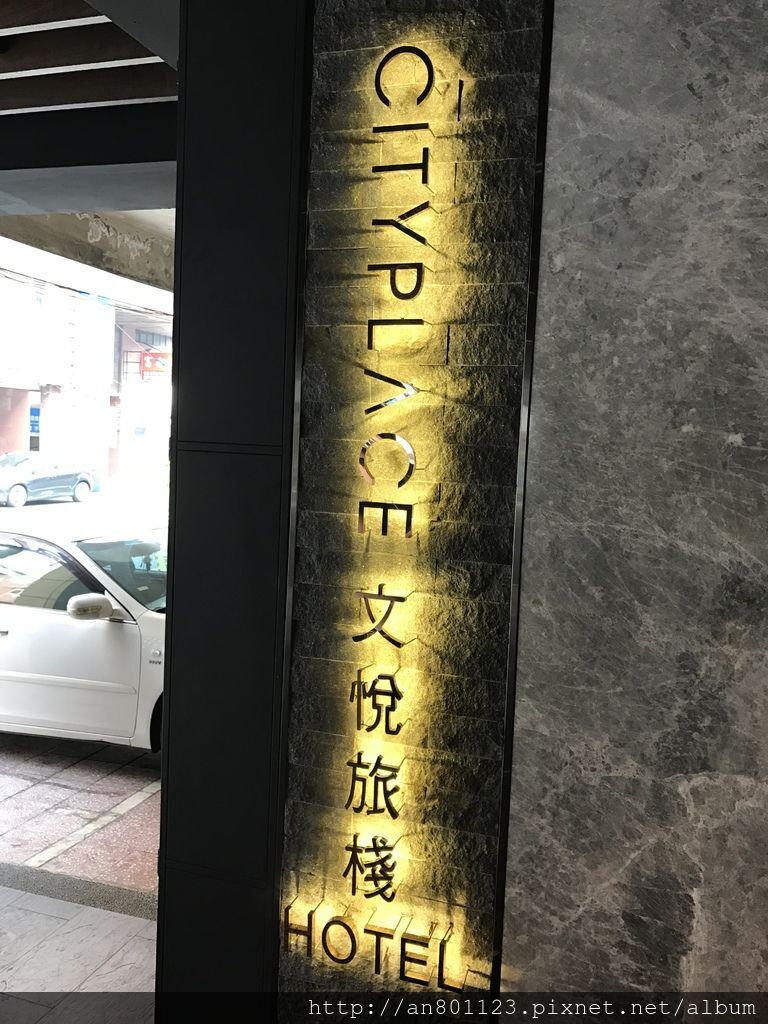 CITYPLACE
文悅旅棧
HOTEL
http://an801123.pixnet.net/album